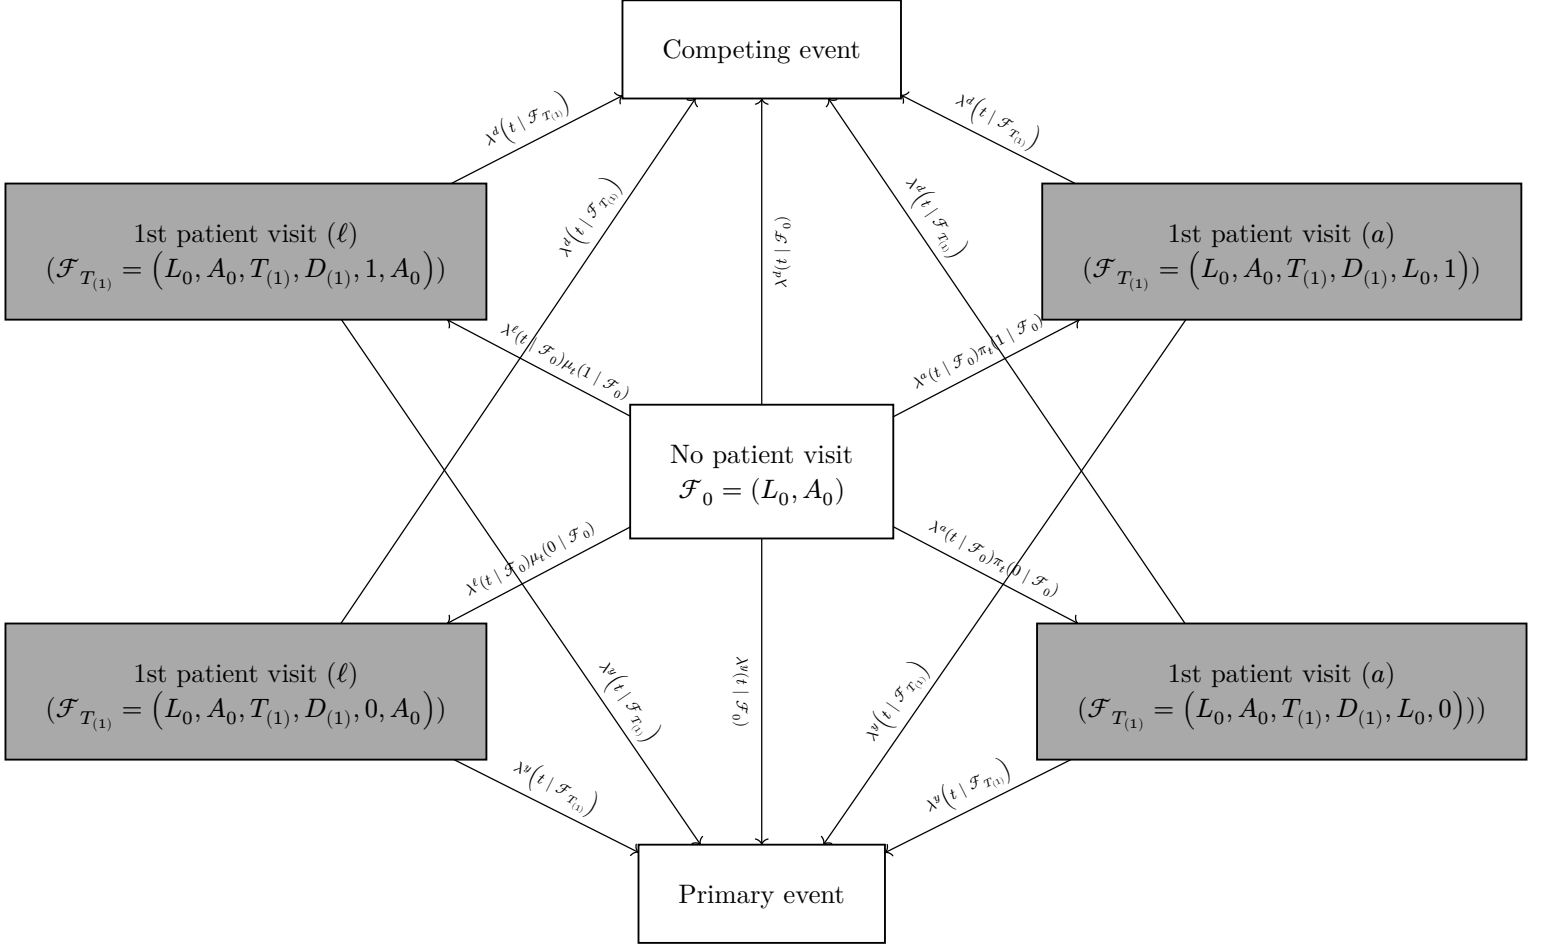 Competing event
λ^d(t | ℱ_{T_{(1)}})
λ^d(t | ℱ_{T_{(1)}})
λ^d(t | ℱ_{T_{(1)}})
λ^d(t | ℱ_0)
λ^d(t | ℱ_{T_{(1)}})
1st patient visit (ℓ)
(ℱ_{T_{(1)}} = (L_0, A_0, T_{(1)}, D_{(1)}, 1, A_0))
1st patient visit (a)
(ℱ_{T_{(1)}} = (L_0, A_0, T_{(1)}, D_{(1)}, L_0, 1))
λ^ℓ(t | ℱ_0)μ_t(1 | ℱ_0)
λ^a(t | ℱ_0)π_t(1 | ℱ_0)
No patient visit
ℱ_0 = (L_0, A_0)
λ^ℓ(t | ℱ_0)μ_t(0 | ℱ_0)
λ^a(t | ℱ_0)π_t(0 | ℱ_0)
1st patient visit (ℓ)
(ℱ_{T_{(1)}} = (L_0, A_0, T_{(1)}, D_{(1)}, 0, A_0))
1st patient visit (a)
(ℱ_{T_{(1)}} = (L_0, A_0, T_{(1)}, D_{(1)}, L_0, 0)))
λ^y(t | ℱ_{T_{(1)}})
λ^y(t | ℱ_0)
λ^y(t | ℱ_{T_{(1)}})
λ^y(t | ℱ_{T_{(1)}})
λ^y(t | ℱ_{T_{(1)}})
Primary event